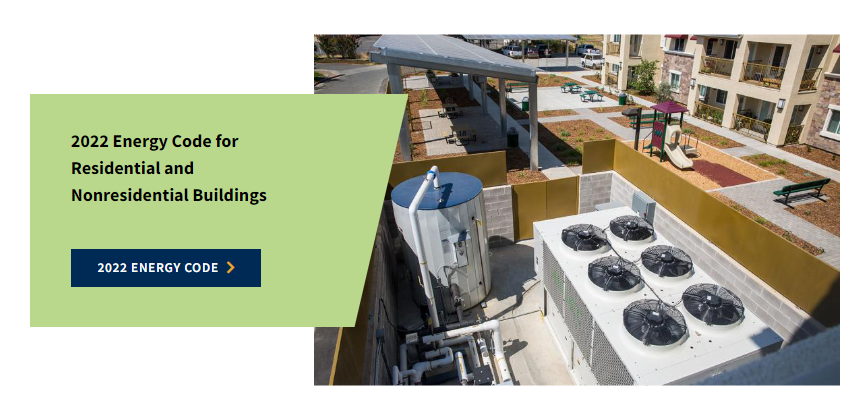 2022 Energy Code for
Residential and
Nonresidential Buildings
2022 ENERGY CODE